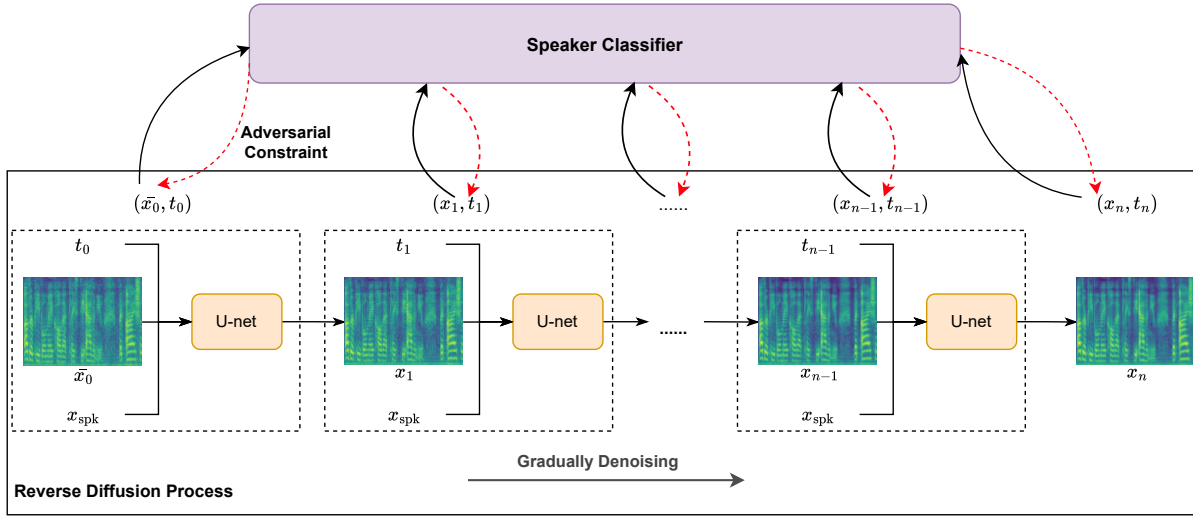 Speaker Classifier
Adversarial
Constraint
(x̄₀, t₀)
(x₁, t₁)
......
(xₙ₋₁, tₙ₋₁)
(xₙ, tₙ)
t₀
t₁
tₙ₋₁
U-net
U-net
......
U-net
x̄₀
x₁
xₙ₋₁
xₙ
x_spk
x_spk
x_spk
Gradually Denoising
Reverse Diffusion Process